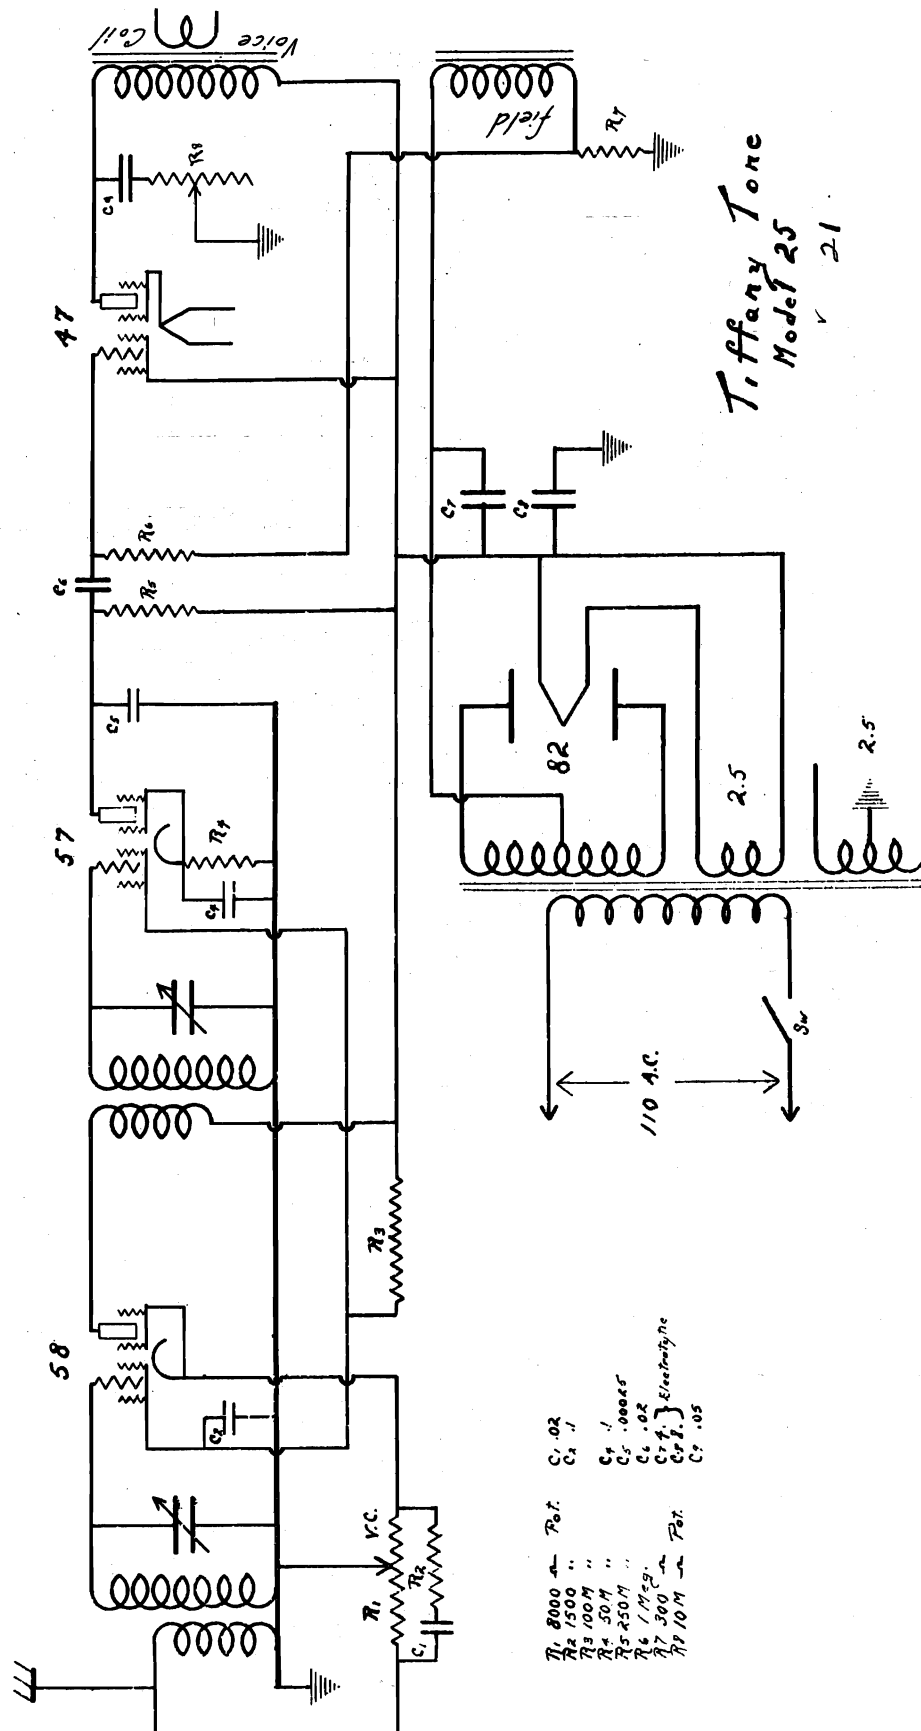 Tiffany Tone
Model 25
v 21
58
57
47
Voice Coil
C9
R8
field
R7
C6
R6
R5
C5
R4
C4
C2
C7
C8
82
2.5
2.5
110 A.C.
Sw
R3
V.C.
R1
R2
C1
R1 8000 Ω Pot.
R2 1500 "
R3 100M "
R4 50M "
R5 250M "
R6 1 Meg.
R7 300 Ω
R8 10M Ω Pot.
C1 .02
C2 .1
C4 .1
C5 .00025
C6 .02
C7 4. } Electrolytic
C8 8.
C9 .05